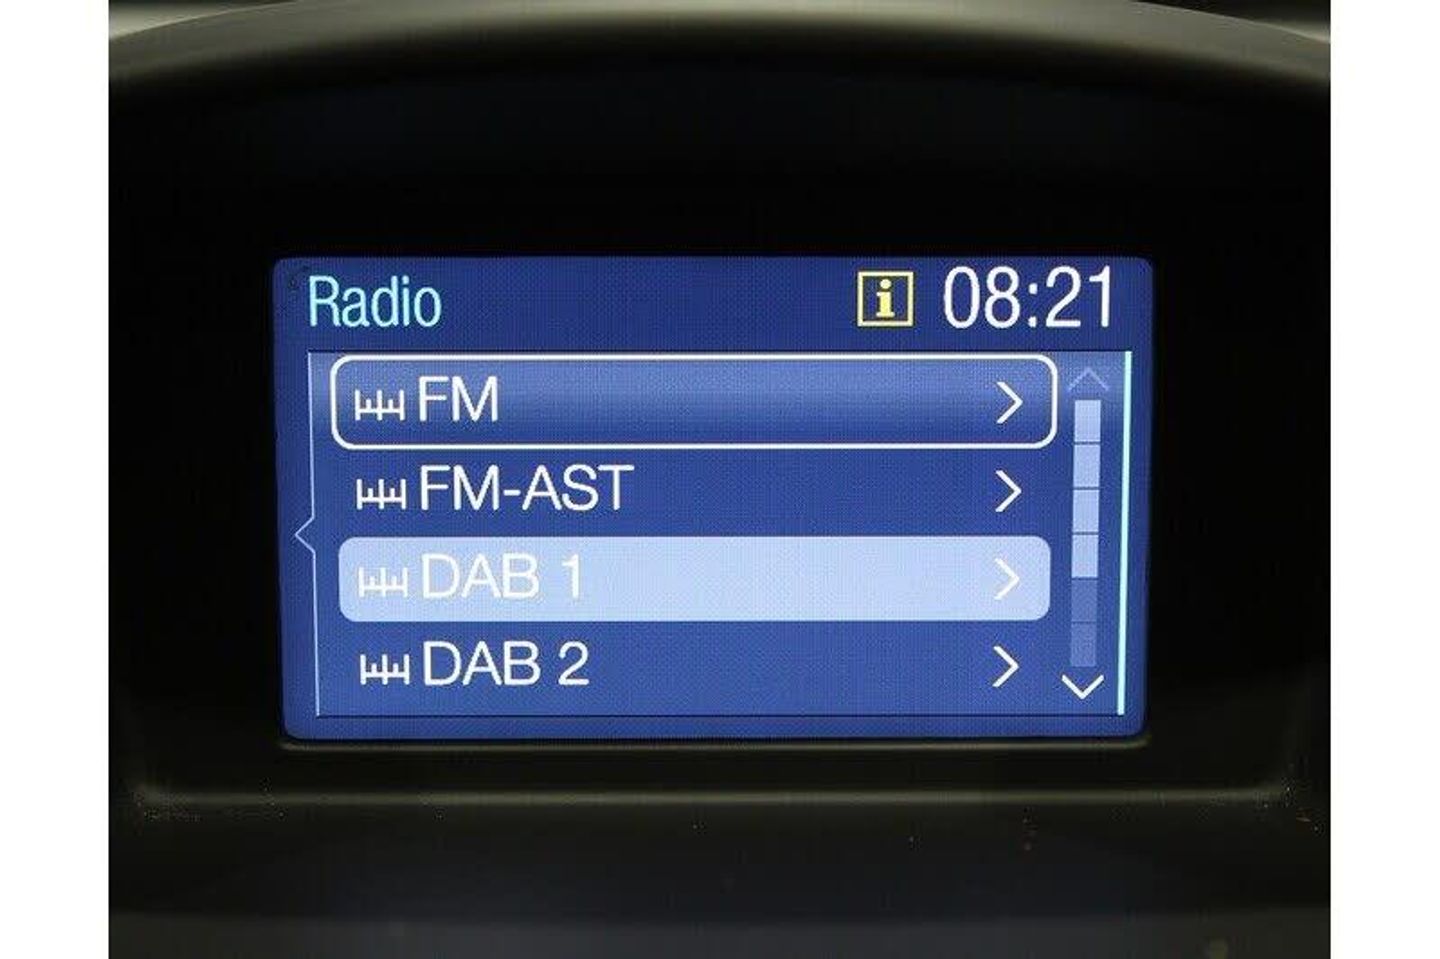 Radio i 08:21
FM
FM-AST
DAB 1
DAB 2